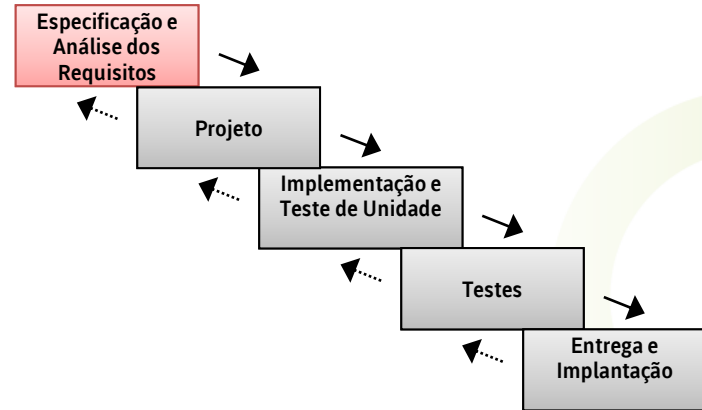 Especificação e
Análise dos
Requisitos
Projeto
Implementação e
Teste de Unidade
Testes
Entrega e
Implantação